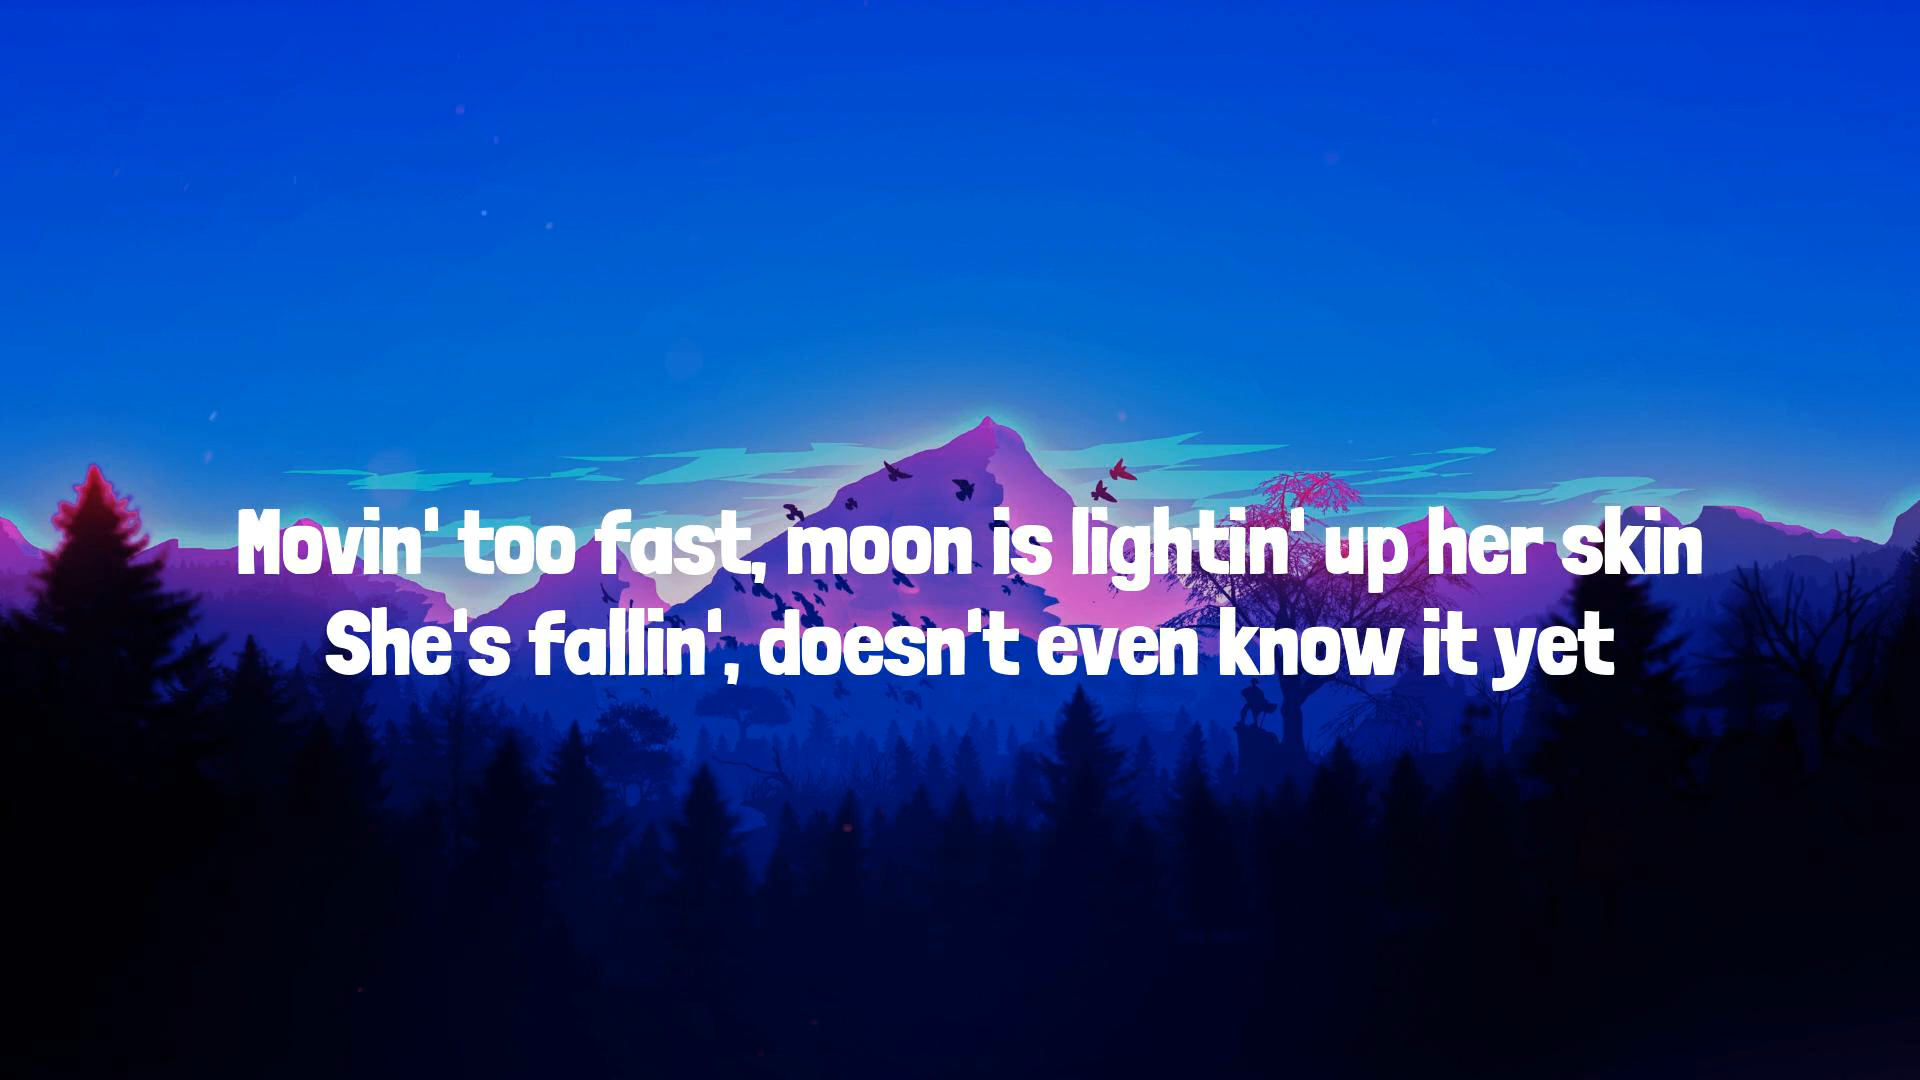 Movin' too fast, moon is lightin' up her skin
She's fallin', doesn't even know it yet